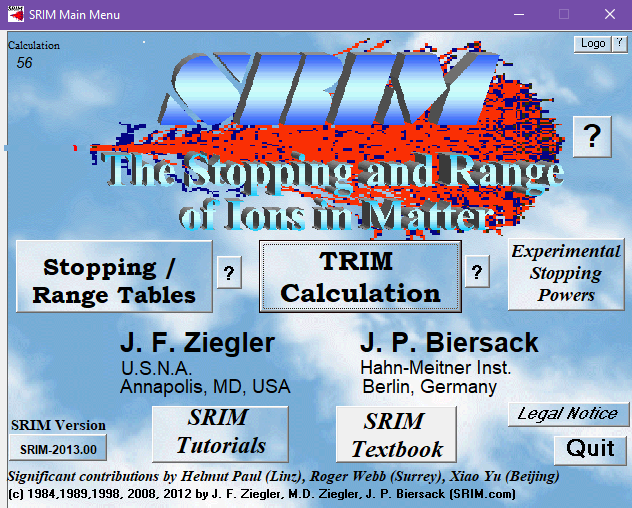 SRIM Main Menu
Calculation
56
Logo ?
SRIM
?
The Stopping and Range
of Ions in Matter
Stopping /
Range Tables
?
TRIM
Calculation
?
Experimental
Stopping
Powers
J. F. Ziegler
U.S.N.A.
Annapolis, MD, USA
J. P. Biersack
Hahn-Meitner Inst.
Berlin, Germany
SRIM Version
SRIM-2013.00
SRIM
Tutorials
SRIM
Textbook
Legal Notice
Quit
Significant contributions by Helmut Paul (Linz), Roger Webb (Surrey), Xiao Yu (Beijing)
(c) 1984,1989,1998, 2008, 2012 by J. F. Ziegler, M.D. Ziegler, J. P. Biersack (SRIM.com)